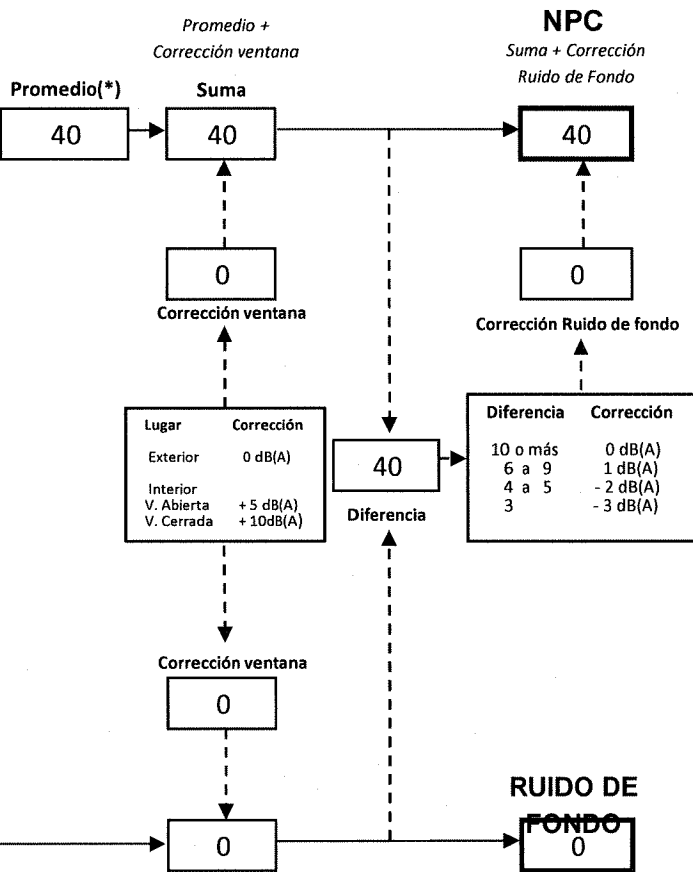 Promedio +
Corrección ventana
NPC
Suma + Corrección
Ruido de Fondo
Promedio(*)
Suma
40
40
40
0
0
Corrección ventana
Corrección Ruido de fondo
Lugar Corrección
Exterior 0 dB(A)
Interior
V. Abierta + 5 dB(A)
V. Cerrada + 10dB(A)
40
Diferencia
Diferencia Corrección
10 o más 0 dB(A)
6 a 9 1 dB(A)
4 a 5 - 2 dB(A)
3 - 3 dB(A)
Corrección ventana
0
RUIDO DE
FONDO
0
0